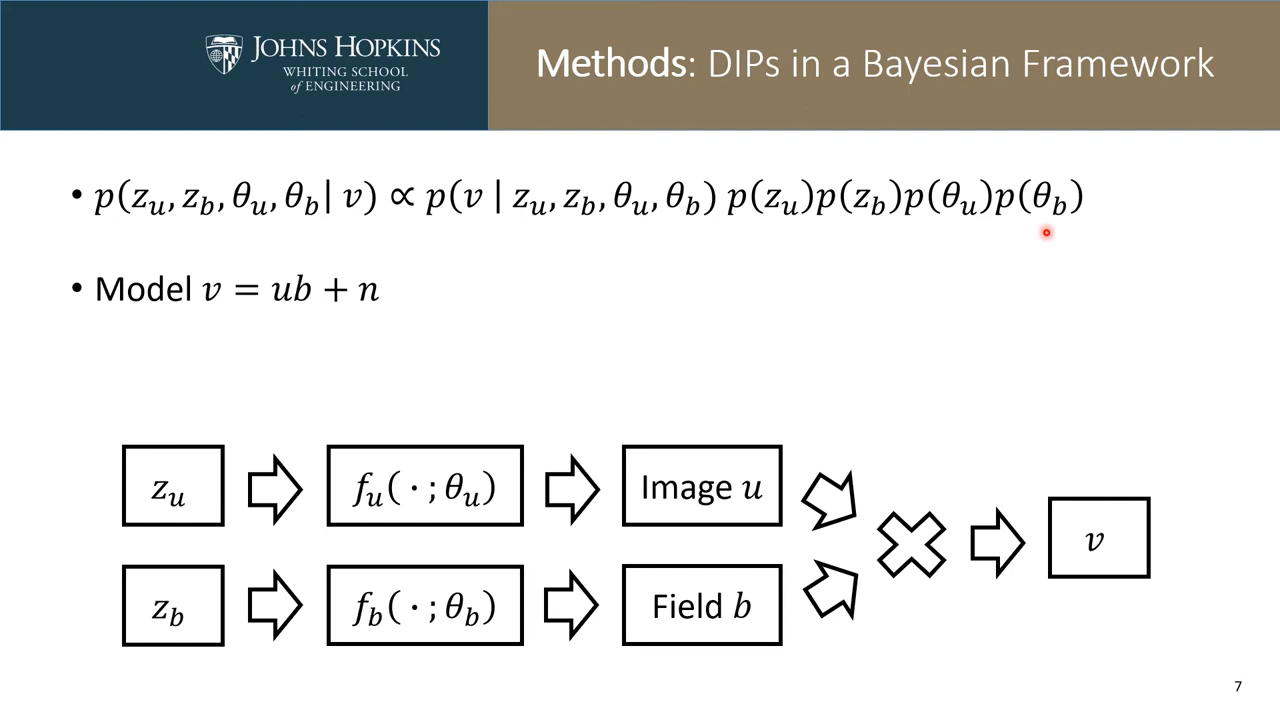 JOHNS HOPKINS
WHITING SCHOOL
of ENGINEERING
Methods: DIPs in a Bayesian Framework
• p(z_u, z_b, θ_u, θ_b | v) ∝ p(v | z_u, z_b, θ_u, θ_b) p(z_u)p(z_b)p(θ_u)p(θ_b)
• Model v = ub + n
z_u
f_u( · ; θ_u)
Image u
v
z_b
f_b( · ; θ_b)
Field b
7